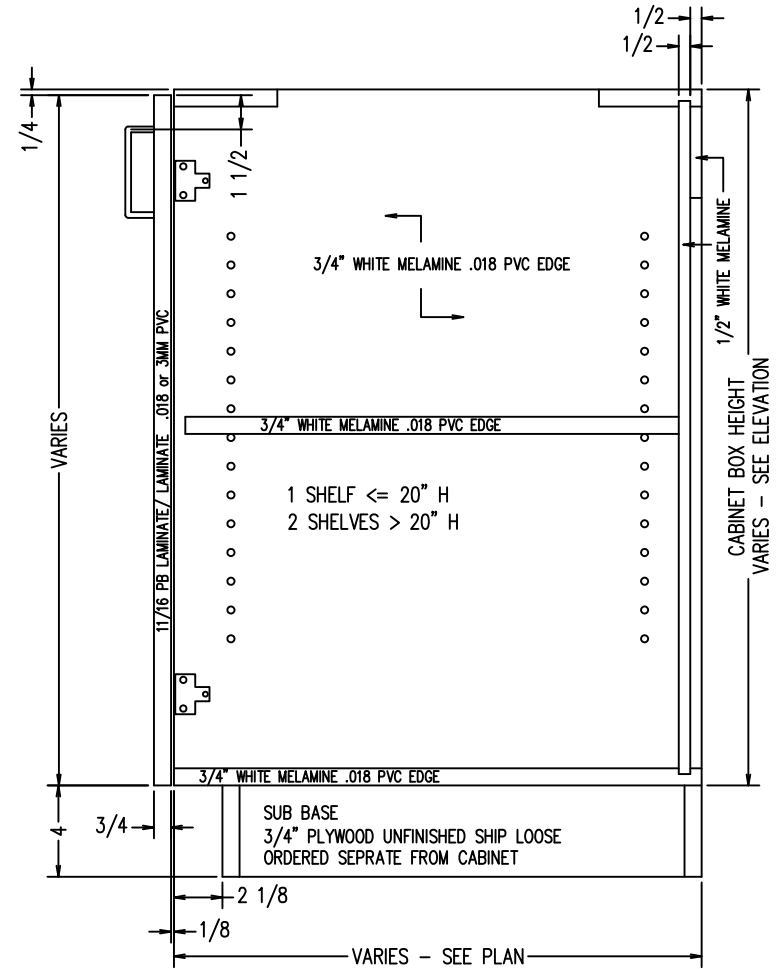 1/2
1/2
1/4
1 1/2
3/4" WHITE MELAMINE .018 PVC EDGE
1/2" WHITE MELAMINE
VARIES
11/16 PB LAMINATE/ LAMINATE .018 or 3MM PVC
3/4" WHITE MELAMINE .018 PVC EDGE
1 SHELF <= 20" H
2 SHELVES > 20" H
CABINET BOX HEIGHT
VARIES - SEE ELEVATION
3/4" WHITE MELAMINE .018 PVC EDGE
4
3/4
SUB BASE
3/4" PLYWOOD UNFINISHED SHIP LOOSE
ORDERED SEPRATE FROM CABINET
2 1/8
1/8
VARIES - SEE PLAN